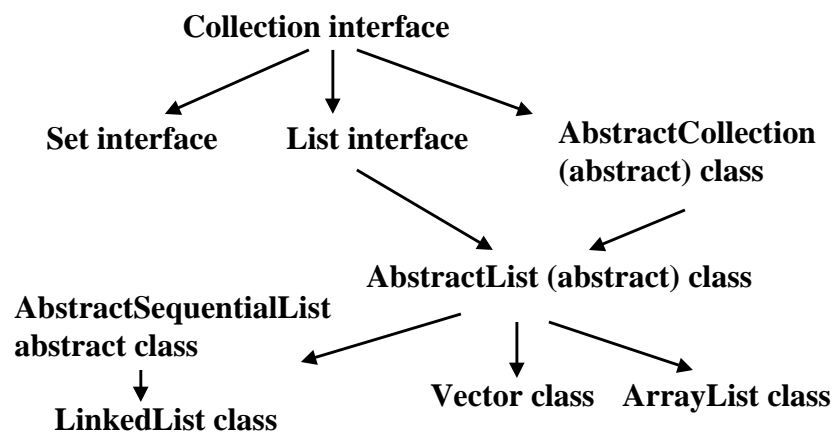 Collection interface
Set interface
List interface
AbstractCollection
(abstract) class
AbstractList (abstract) class
AbstractSequentialList
abstract class
Vector class
ArrayList class
LinkedList class